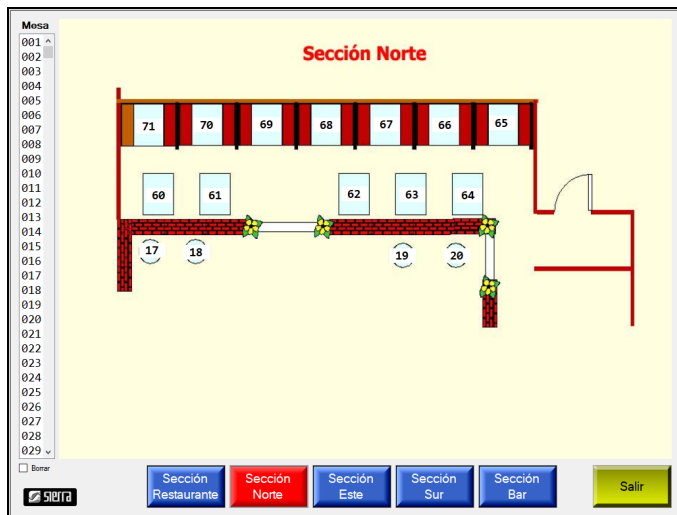 Mesa
001
002
003
004
005
006
007
008
009
010
011
012
013
014
015
016
017
018
019
020
021
022
023
024
025
026
027
028
029
Borrar
sierra
Sección Norte
71 70 69 68 67 66 65
60 61 62 63 64
17 18 19 20
Sección
Restaurante
Sección
Norte
Sección
Este
Sección
Sur
Sección
Bar
Salir